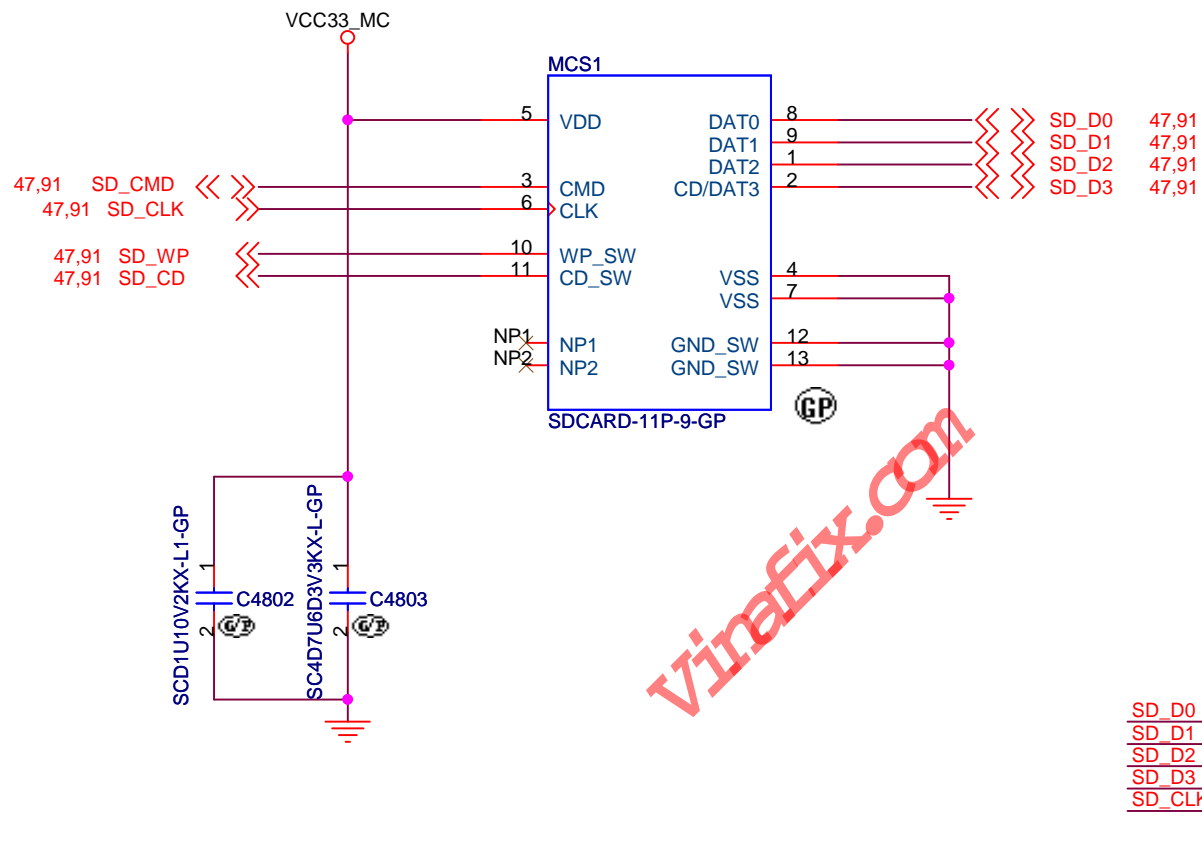 VCC33_MC
MCS1
5 VDD DAT0 8 SD_D0 47,91
DAT1 9 SD_D1 47,91
DAT2 1 SD_D2 47,91
47,91 SD_CMD 3 CMD CD/DAT3 2 SD_D3 47,91
47,91 SD_CLK 6 CLK
47,91 SD_WP 10 WP_SW
47,91 SD_CD 11 CD_SW VSS 4
VSS 7
NP1 NP1 GND_SW 12
NP2 NP2 GND_SW 13
GP
SDCARD-11P-9-GP
SCD1U10V2KX-L1-GP
1
C4802
2
G/P
SC4D7U6D3V3KX-L-GP
1
C4803
2
G/P
vinafix.com
SD_D0
SD_D1
SD_D2
SD_D3
SD_CLK